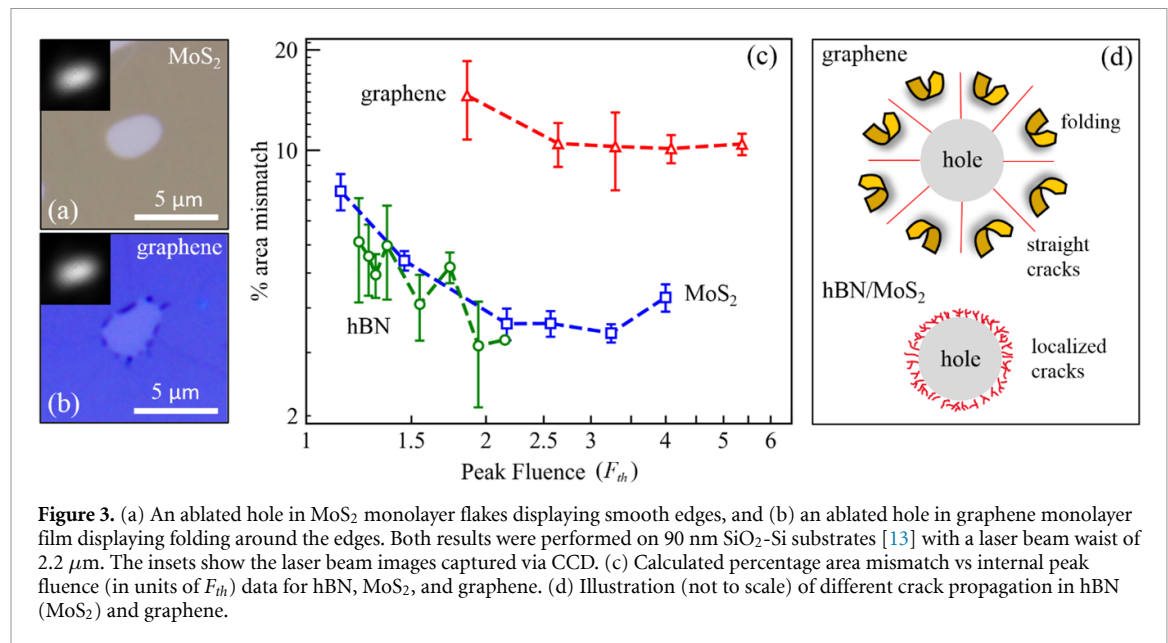 MoS₂
5 μm
(a)
graphene
5 μm
(b)
(c)
20
10
2
% area mismatch
graphene
hBN
MoS₂
1
1.5
2
2.5
3
4
5
6
Peak Fluence (F_th)
graphene
(d)
folding
hole
straight
cracks
hBN/MoS₂
hole
localized
cracks
Figure 3. (a) An ablated hole in MoS₂ monolayer flakes displaying smooth edges, and (b) an ablated hole in graphene monolayer
film displaying folding around the edges. Both results were performed on 90 nm SiO₂-Si substrates [13] with a laser beam waist of
2.2 μm. The insets show the laser beam images captured via CCD. (c) Calculated percentage area mismatch vs internal peak
fluence (in units of F_th) data for hBN, MoS₂, and graphene. (d) Illustration (not to scale) of different crack propagation in hBN
(MoS₂) and graphene.